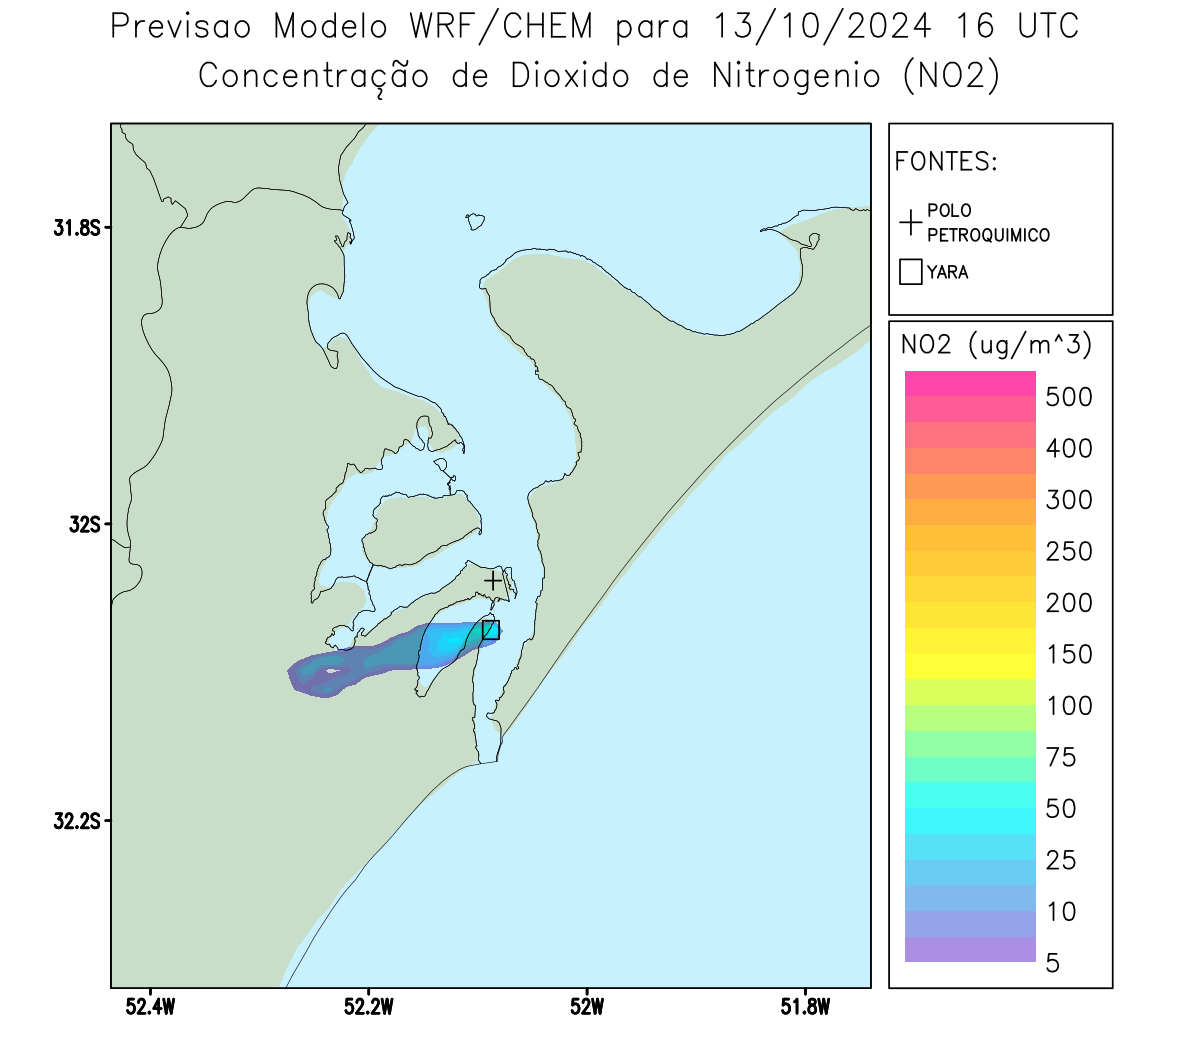 Previsao Modelo WRF/CHEM para 13/10/2024 16 UTC
Concentração de Dioxido de Nitrogenio (NO2)
FONTES:
POLO
PETROQUIMICO
YARA
NO2 (ug/m^3)
500
400
300
250
200
150
100
75
50
25
10
5
31.8S
32S
32.2S
52.4W
52.2W
52W
51.8W